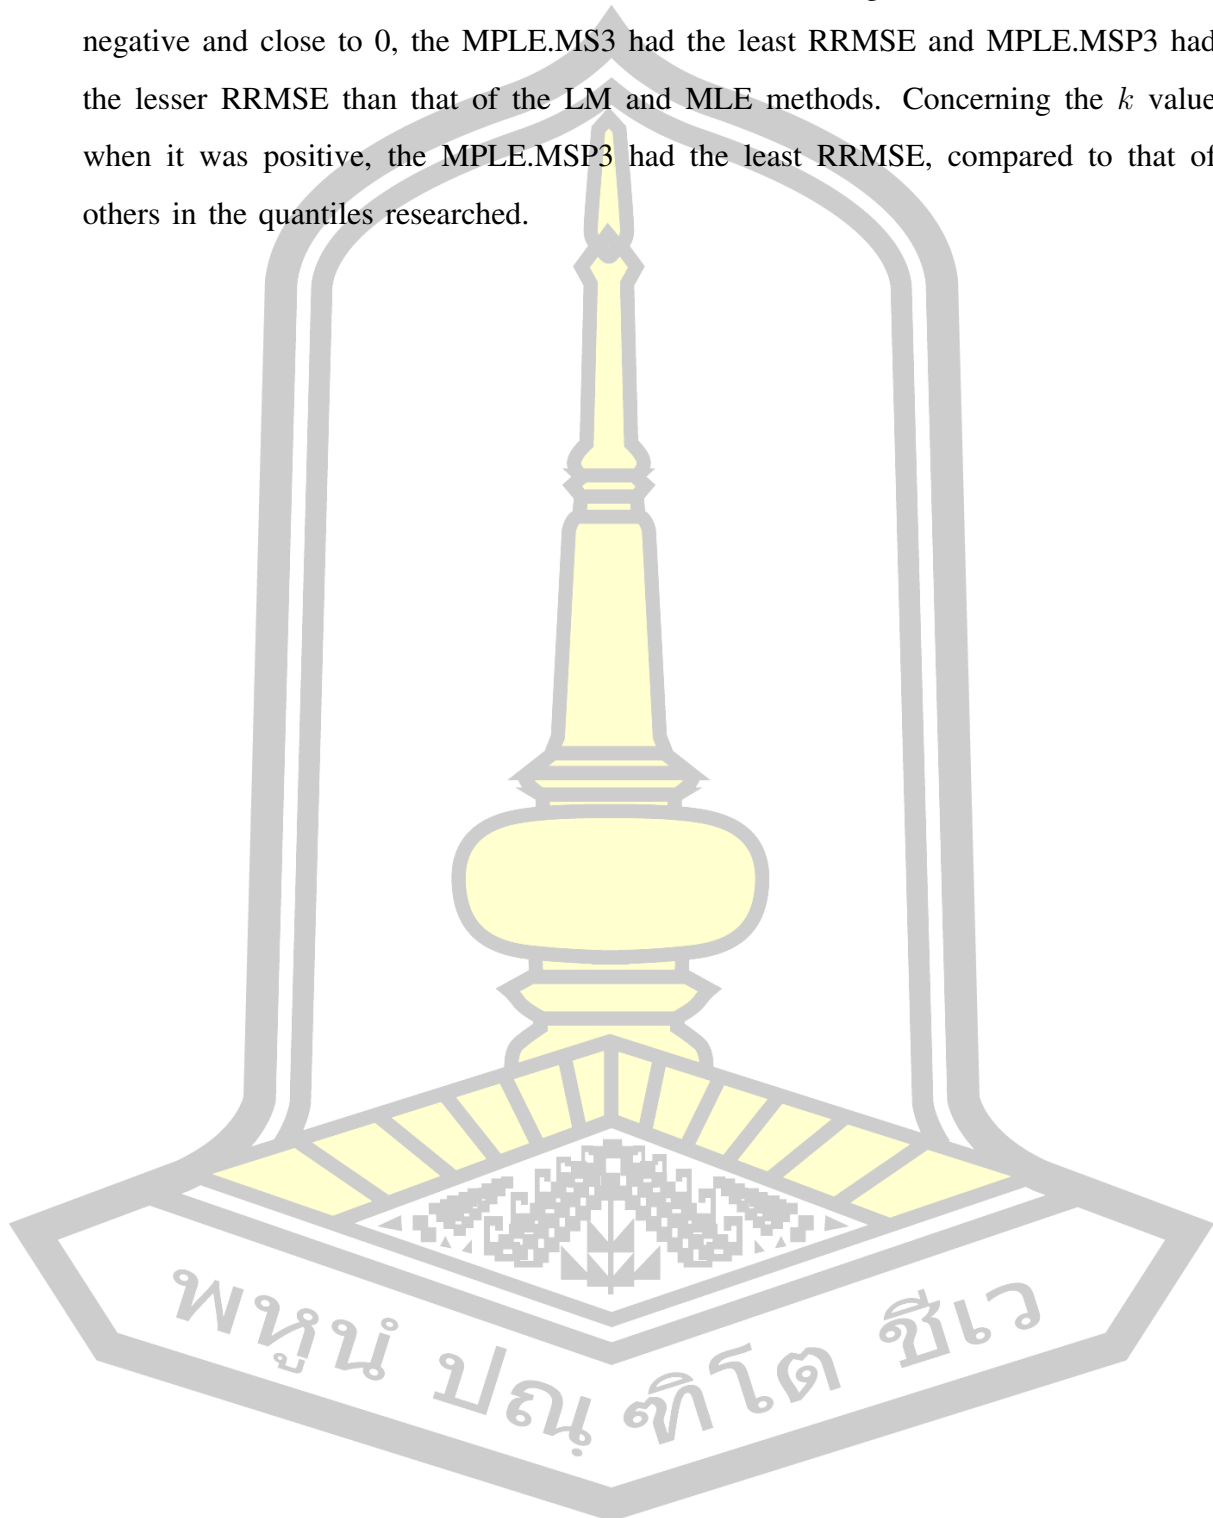 negative and close to 0, the MPLE.MS3 had the least RRMSE and MPLE.MSP3 had
the lesser RRMSE than that of the LM and MLE methods. Concerning the k value
when it was positive, the MPLE.MSP3 had the least RRMSE, compared to that of
others in the quantiles researched.
พหูนํ ปณฺฑิโต ชีเว